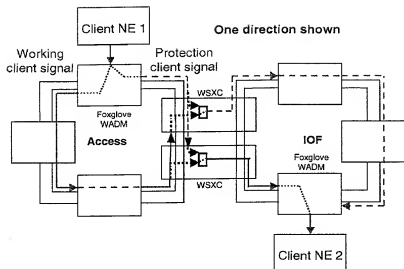 Client NE 1
One direction shown
Working
client signal
Protection
client signal
WSXC
Foxglove
WADM
Access
IOF
Foxglove
WADM
WSXC
Client NE 2